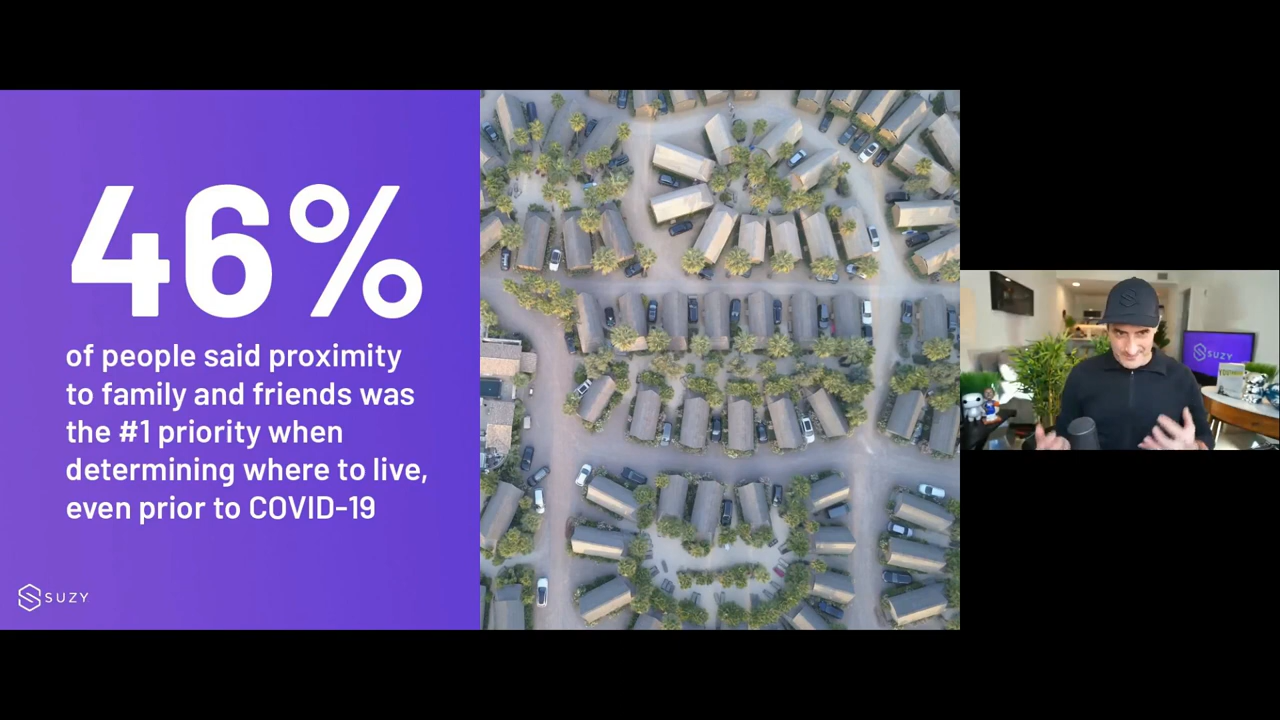 46%
of people said proximity
to family and friends was
the #1 priority when
determining where to live,
even prior to COVID-19
SUZY
SUZY